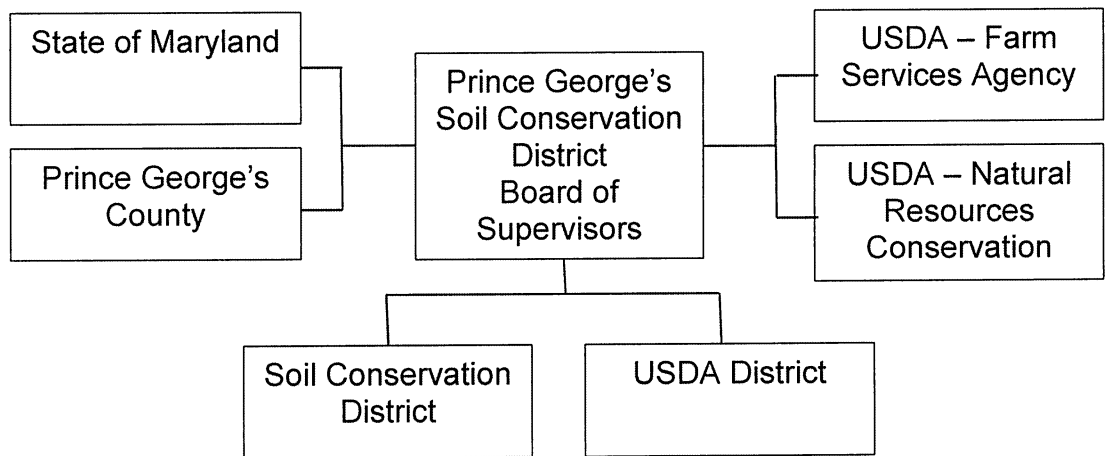 State of Maryland
Prince George’s
County
Prince George’s
Soil Conservation
District
Board of
Supervisors
USDA – Farm
Services Agency
USDA – Natural
Resources
Conservation
Soil Conservation
District
USDA District